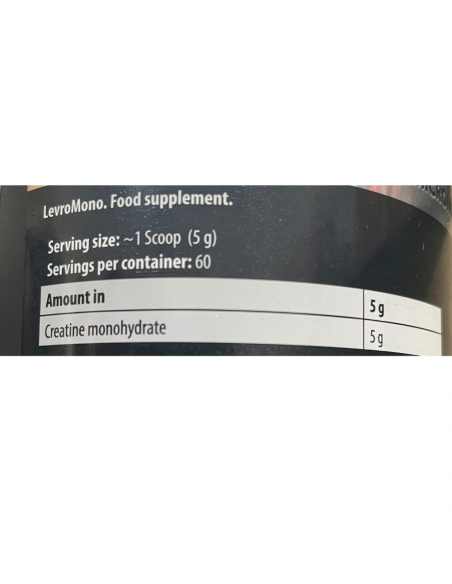 LevroMono. Food supplement.
Serving size: ~1 Scoop (5 g)
Servings per container: 60
Amount in 5 g
Creatine monohydrate 5 g